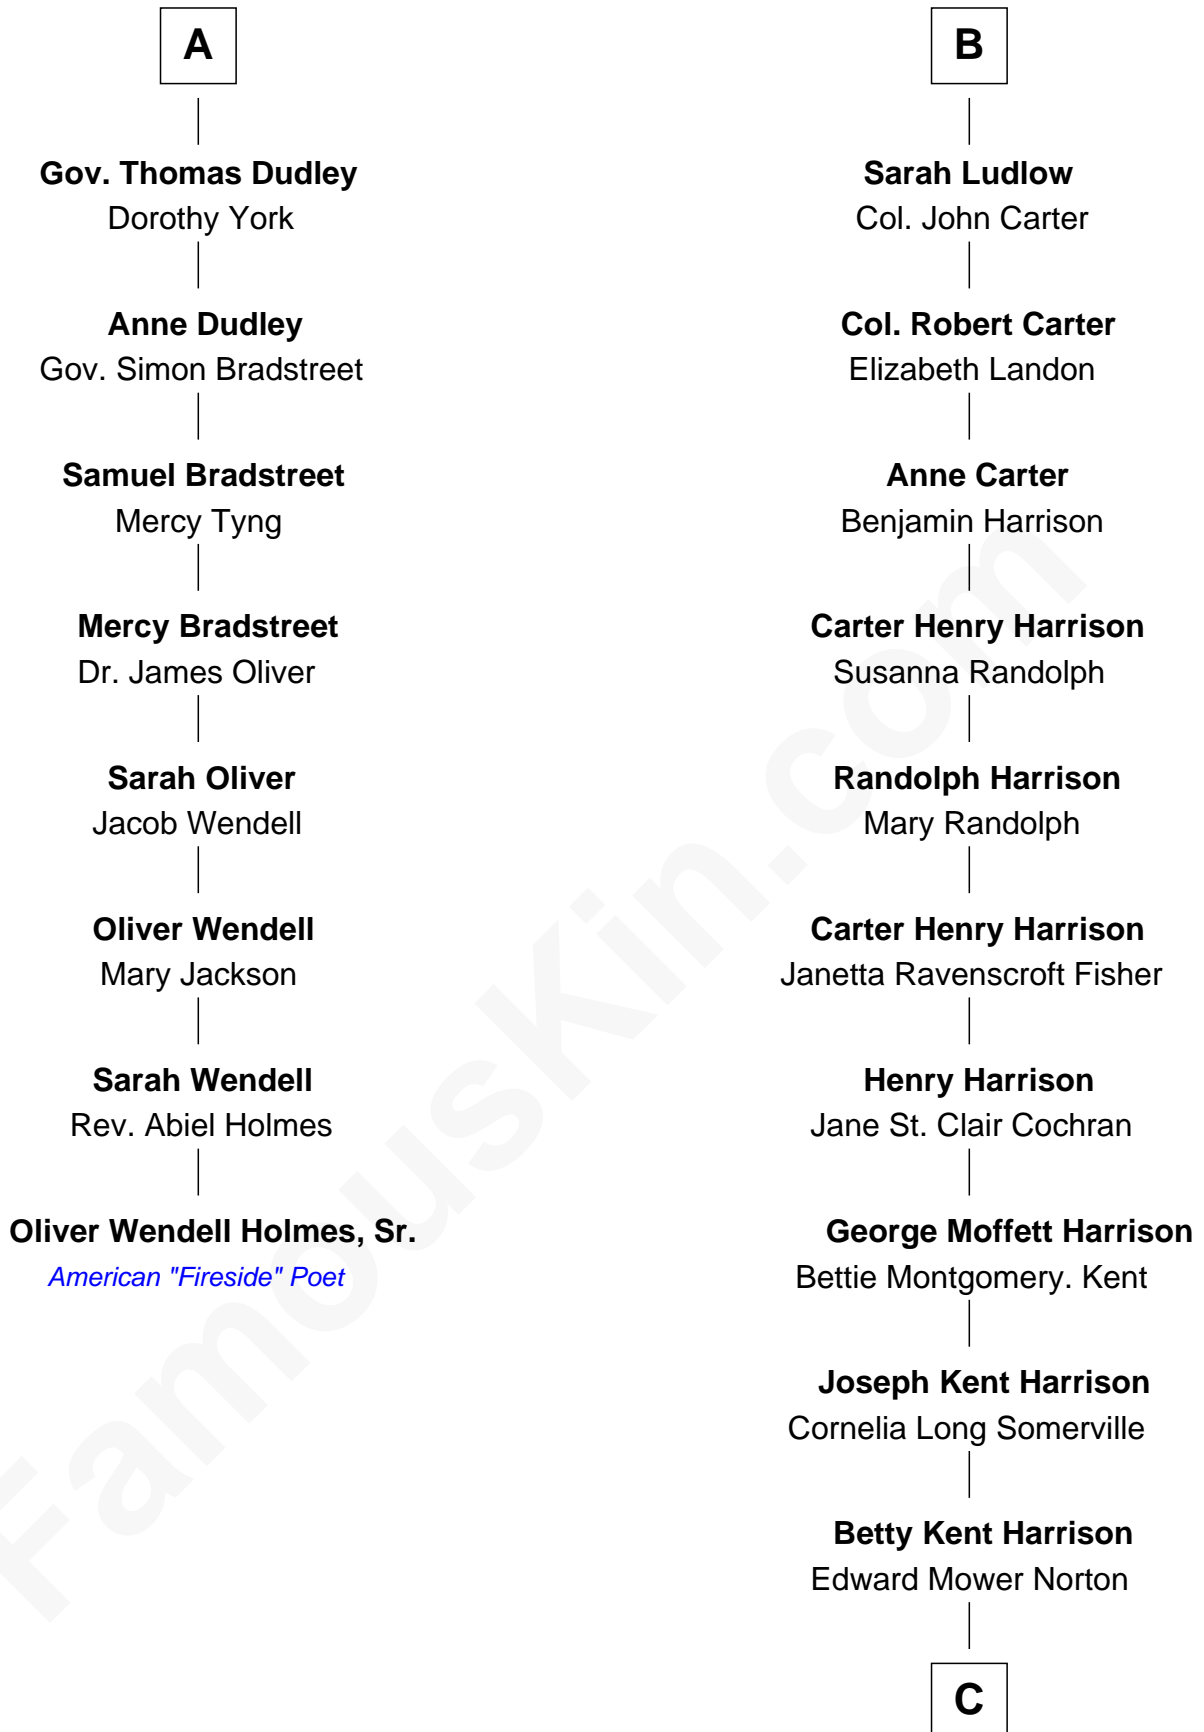 A
Gov. Thomas Dudley
Dorothy York
Anne Dudley
Gov. Simon Bradstreet
Samuel Bradstreet
Mercy Tyng
Mercy Bradstreet
Dr. James Oliver
Sarah Oliver
Jacob Wendell
Oliver Wendell
Mary Jackson
Sarah Wendell
Rev. Abiel Holmes
Oliver Wendell Holmes, Sr.
American "Fireside" Poet
B
Sarah Ludlow
Col. John Carter
Col. Robert Carter
Elizabeth Landon
Anne Carter
Benjamin Harrison
Carter Henry Harrison
Susanna Randolph
Randolph Harrison
Mary Randolph
Carter Henry Harrison
Janetta Ravenscroft Fisher
Henry Harrison
Jane St. Clair Cochran
George Moffett Harrison
Bettie Montgomery. Kent
Joseph Kent Harrison
Cornelia Long Somerville
Betty Kent Harrison
Edward Mower Norton
C
FamousKin.com